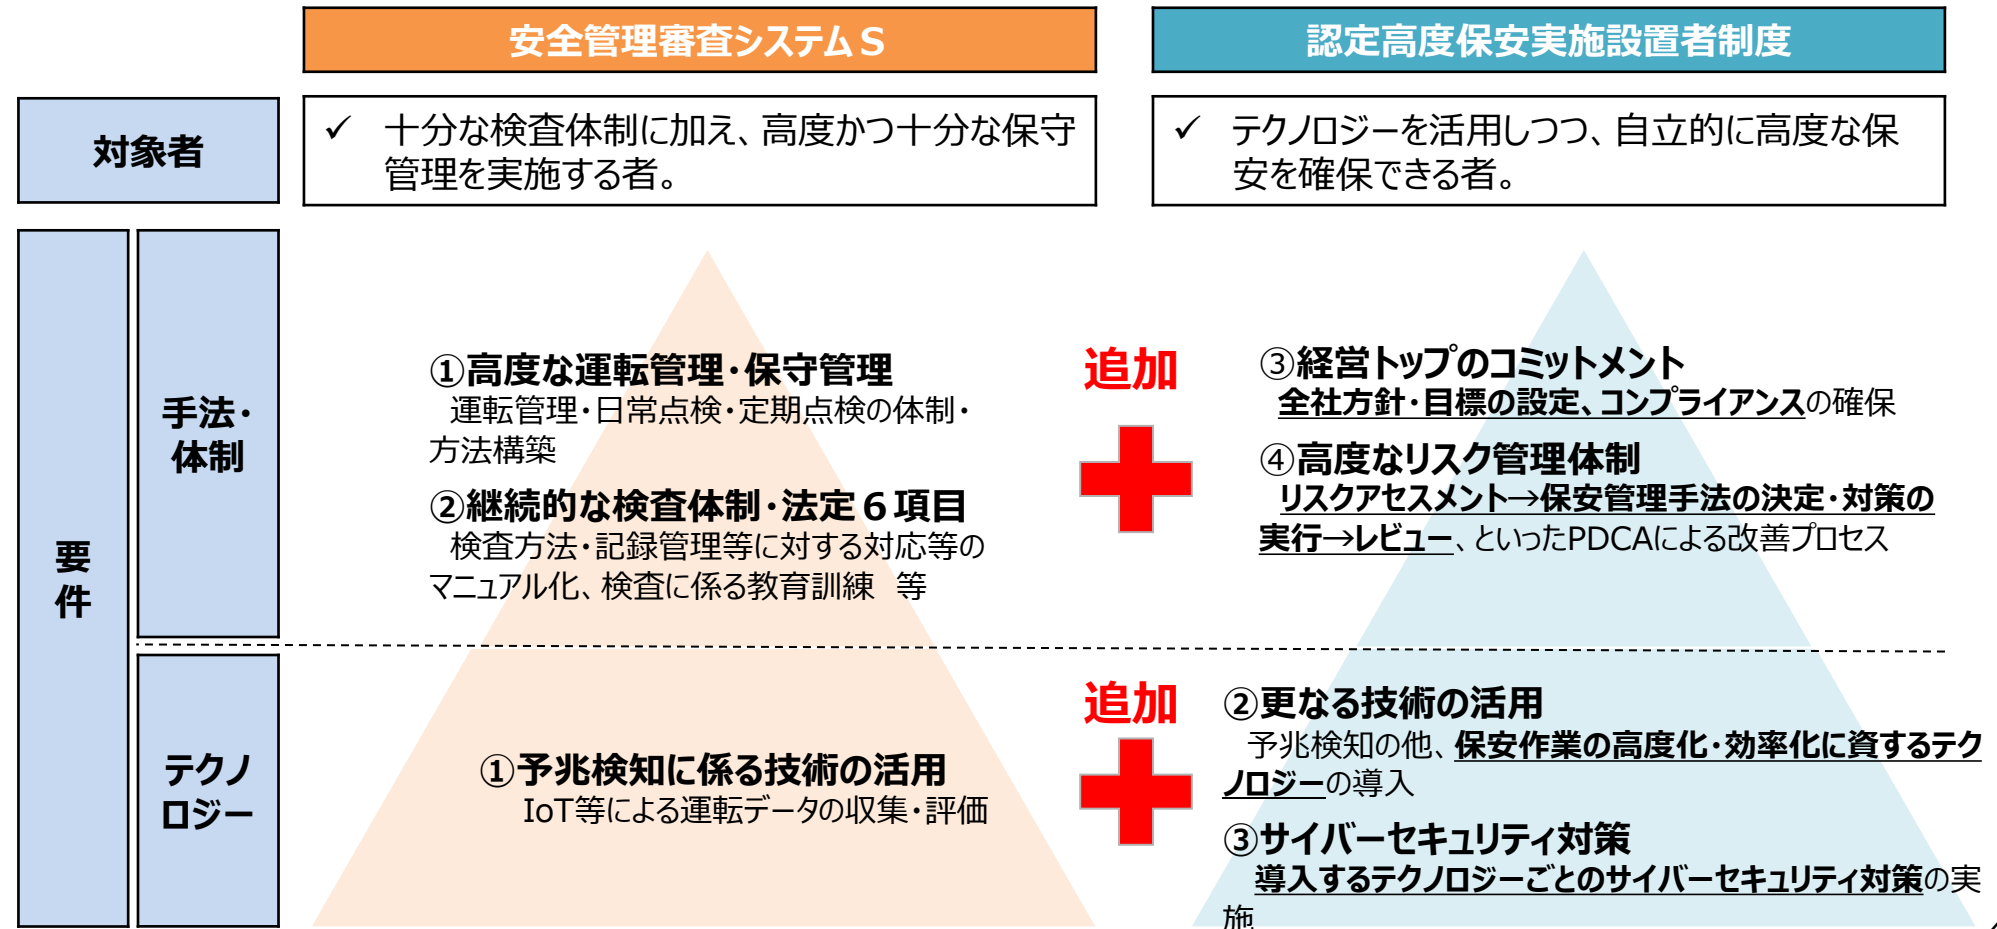 安全管理審査システムS
認定高度保安実施設置者制度
対象者
✓ 十分な検査体制に加え、高度かつ十分な保守
管理を実施する者。
✓ テクノロジーを活用しつつ、自立的に高度な保
安を確保できる者。
要
件
手法・
体制
①高度な運転管理・保守管理
運転管理・日常点検・定期点検の体制・
方法構築
②継続的な検査体制・法定6項目
検査方法・記録管理等に対する対応等の
マニュアル化、検査に係る教育訓練 等
追加
③経営トップのコミットメント
全社方針・目標の設定、コンプライアンスの確保
④高度なリスク管理体制
リスクアセスメント→保安管理手法の決定・対策の
実行→レビュー、といったPDCAによる改善プロセス
テクノ
ロジー
①予兆検知に係る技術の活用
IoT等による運転データの収集・評価
追加
②更なる技術の活用
予兆検知の他、保安作業の高度化・効率化に資するテク
ノロジーの導入
③サイバーセキュリティ対策
導入するテクノロジーごとのサイバーセキュリティ対策の実
施